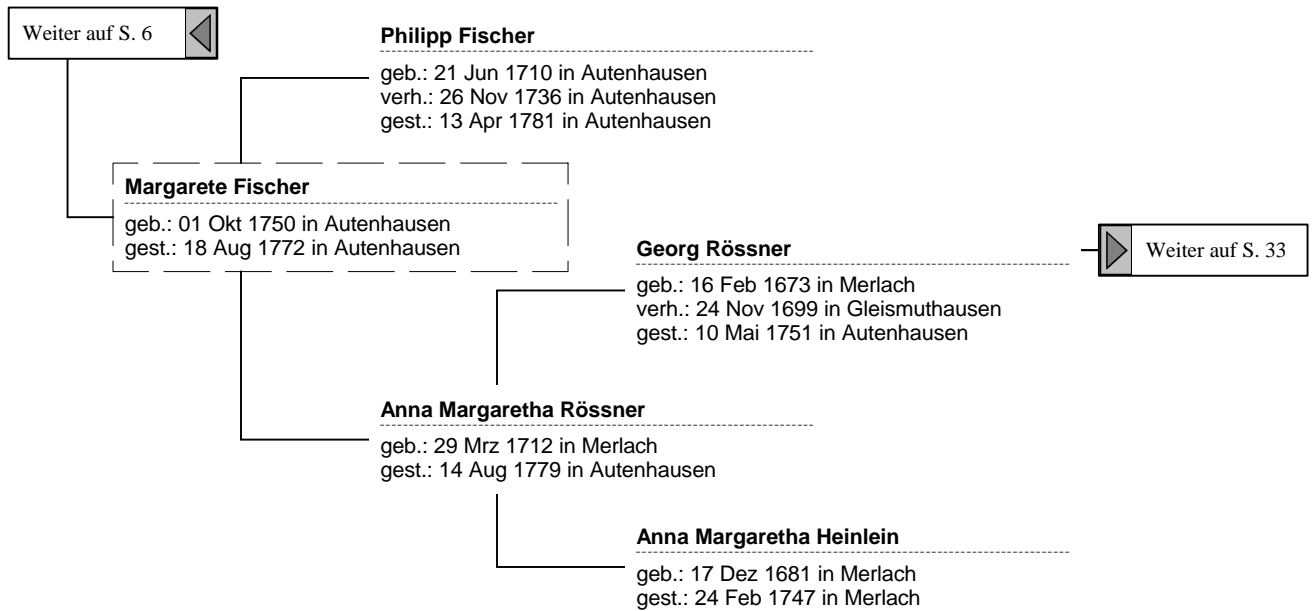 Weiter auf S. 6
Philipp Fischer
geb.: 21 Jun 1710 in Autenhausen
verh.: 26 Nov 1736 in Autenhausen
gest.: 13 Apr 1781 in Autenhausen
Margarete Fischer
geb.: 01 Okt 1750 in Autenhausen
gest.: 18 Aug 1772 in Autenhausen
Georg Rössner
geb.: 16 Feb 1673 in Merlach
verh.: 24 Nov 1699 in Gleismuthausen
gest.: 10 Mai 1751 in Autenhausen
Weiter auf S. 33
Anna Margaretha Rössner
geb.: 29 Mrz 1712 in Merlach
gest.: 14 Aug 1779 in Autenhausen
Anna Margaretha Heinlein
geb.: 17 Dez 1681 in Merlach
gest.: 24 Feb 1747 in Merlach